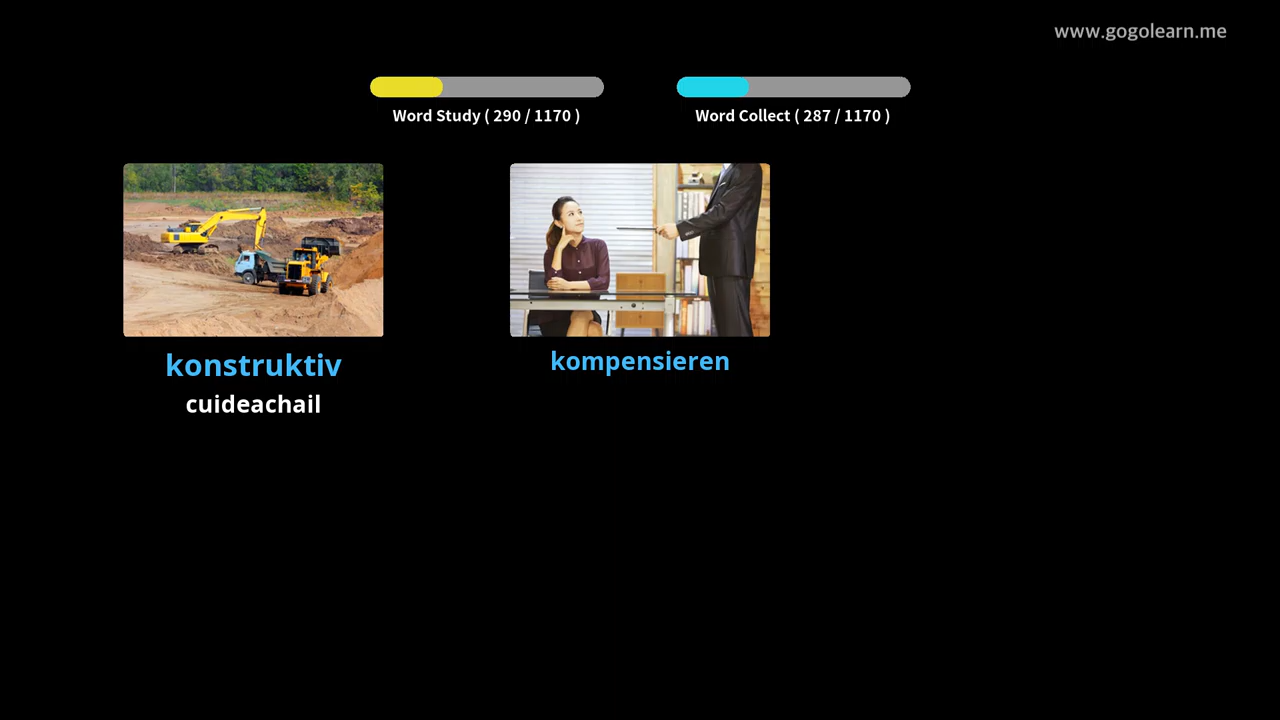 www.gogolearn.me
Word Study ( 290 / 1170 )
Word Collect ( 287 / 1170 )
konstruktiv
cuideachail
kompensieren